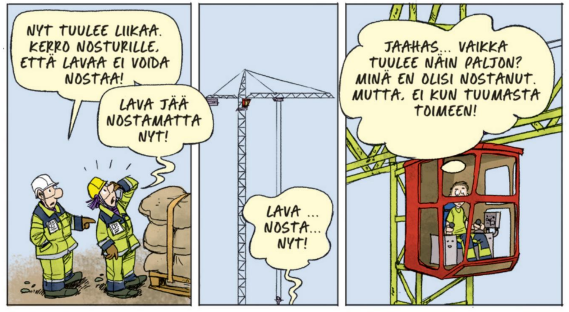 NYT TUULEE LIIKAA.
KERRO NOSTURILLE,
ETTÄ LAVAA EI VOIDA
NOSTAA!
LAVA JÄÄ
NOSTAMATTA
NYT!
LAVA ...
NOSTA...
NYT!
JAAHAS... VAIKKA
TUULEE NÄIN PALJON?
MINÄ EN OLISI NOSTANUT.
MUTTA, EI KUN TUUMASTA
TOIMEEN!